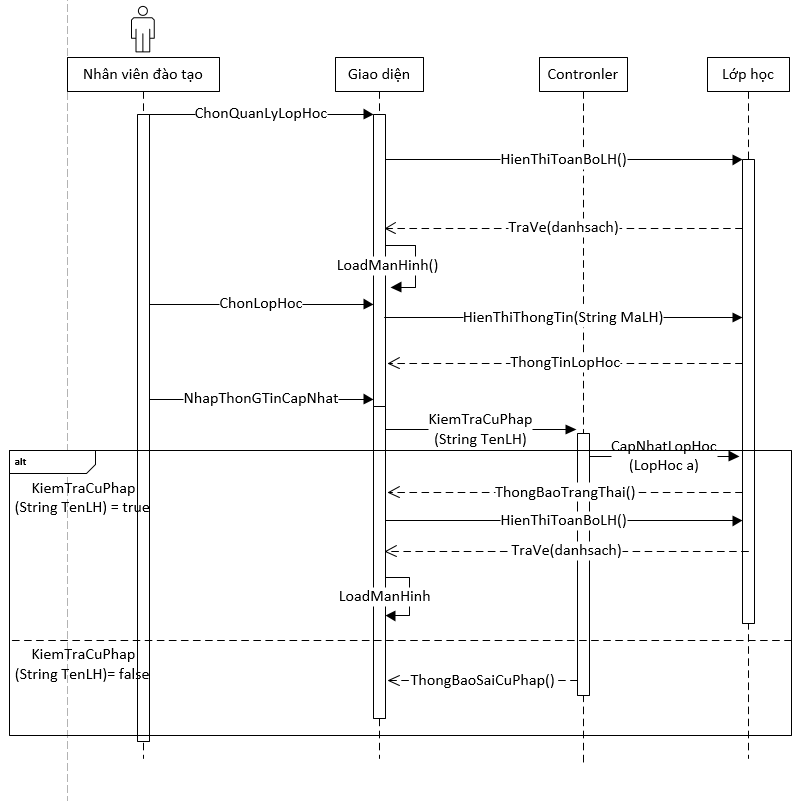 Nhân viên đào tạo
Giao diện
Contronler
Lớp học
ChonQuanLyLopHoc
HienThiToanBoLH()
TraVe(danhsach)
LoadManHinh()
ChonLopHoc
HienThiThongTin(String MaLH)
ThongTinLopHoc
NhapThonGTinCapNhat
KiemTraCuPhap
(String TenLH)
CapNhatLopHoc
(LopHoc a)
alt
KiemTraCuPhap
(String TenLH) = true
ThongBaoTrangThai()
HienThiToanBoLH()
TraVe(danhsach)
LoadManHinh
KiemTraCuPhap
(String TenLH)= false
ThongBaoSaiCuPhap()